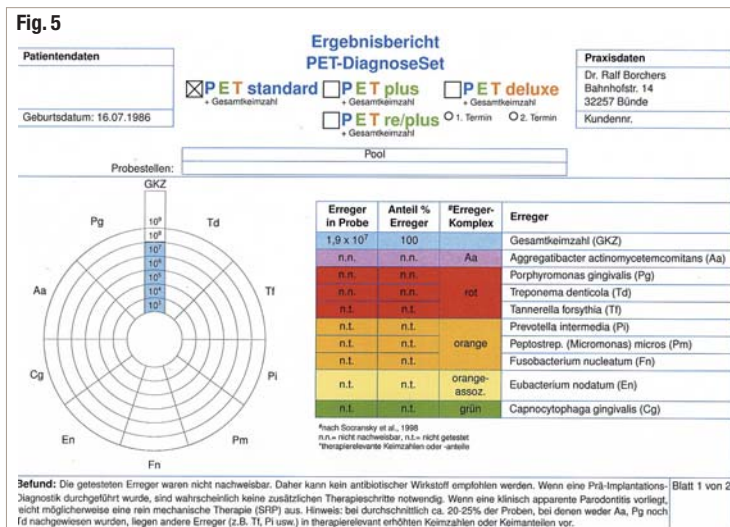 Fig. 5
Patientendaten
Geburtsdatum: 16.07.1986
Ergebnisbericht
PET-DiagnoseSet
PET standard
+ Gesamtkeimzahl
PET plus
+ Gesamtkeimzahl
PET deluxe
+ Gesamtkeimzahl
PET re/plus
+ Gesamtkeimzahl
1. Termin
2. Termin
Praxisdaten
Dr. Ralf Borchers
Bahnhofstr. 14
32257 Bünde
Kundennr.
Pool
Probestellen:
GKZ
Pg
Td
Aa
Tf
Cg
Pi
En
Pm
Fn
10⁹
10⁸
10⁷
10⁶
10⁵
10⁴
10³
Erreger in Probe Anteil % Erreger #Erreger-Komplex Erreger
1,9 x 10⁷ 100 Gesamtkeimzahl (GKZ)
n.n. n.n. Aa Aggregatibacter actinomycetemcomitans (Aa)
n.n. n.n. rot Porphyromonas gingivalis (Pg)
n.n. n.n. Treponema denticola (Td)
n.t. n.t. Tannerella forsythia (Tf)
n.t. n.t. orange Prevotella intermedia (Pi)
n.t. n.t. Peptostrep. (Micromonas) micros (Pm)
n.t. n.t. Fusobacterium nucleatum (Fn)
n.t. n.t. orange-assoz. Eubacterium nodatum (En)
n.t. n.t. grün Capnocytophaga gingivalis (Cg)
#nach Socransky et al., 1998
n.n.= nicht nachweisbar, n.t.= nicht getestet
*therapierelevante Keimzahlen oder -anteile
Befund: Die getesteten Erreger waren nicht nachweisbar. Daher kann kein antibiotischer Wirkstoff empfohlen werden. Wenn eine Prä-Implantations-
Diagnostik durchgeführt wurde, sind wahrscheinlich keine zusätzlichen Therapieschritte notwendig. Wenn eine klinisch apparente Parodontitis vorliegt,
reicht möglicherweise eine rein mechanische Therapie (SRP) aus. Hinweis: bei durchschnittlich ca. 20-25% der Proben, bei denen weder Aa, Pg noch
Td nachgewiesen wurden, liegen andere Erreger (z.B. Tf, Pi usw.) in therapierelevant erhöhten Keimzahlen oder Keimanteilen vor.
Blatt 1 von 2